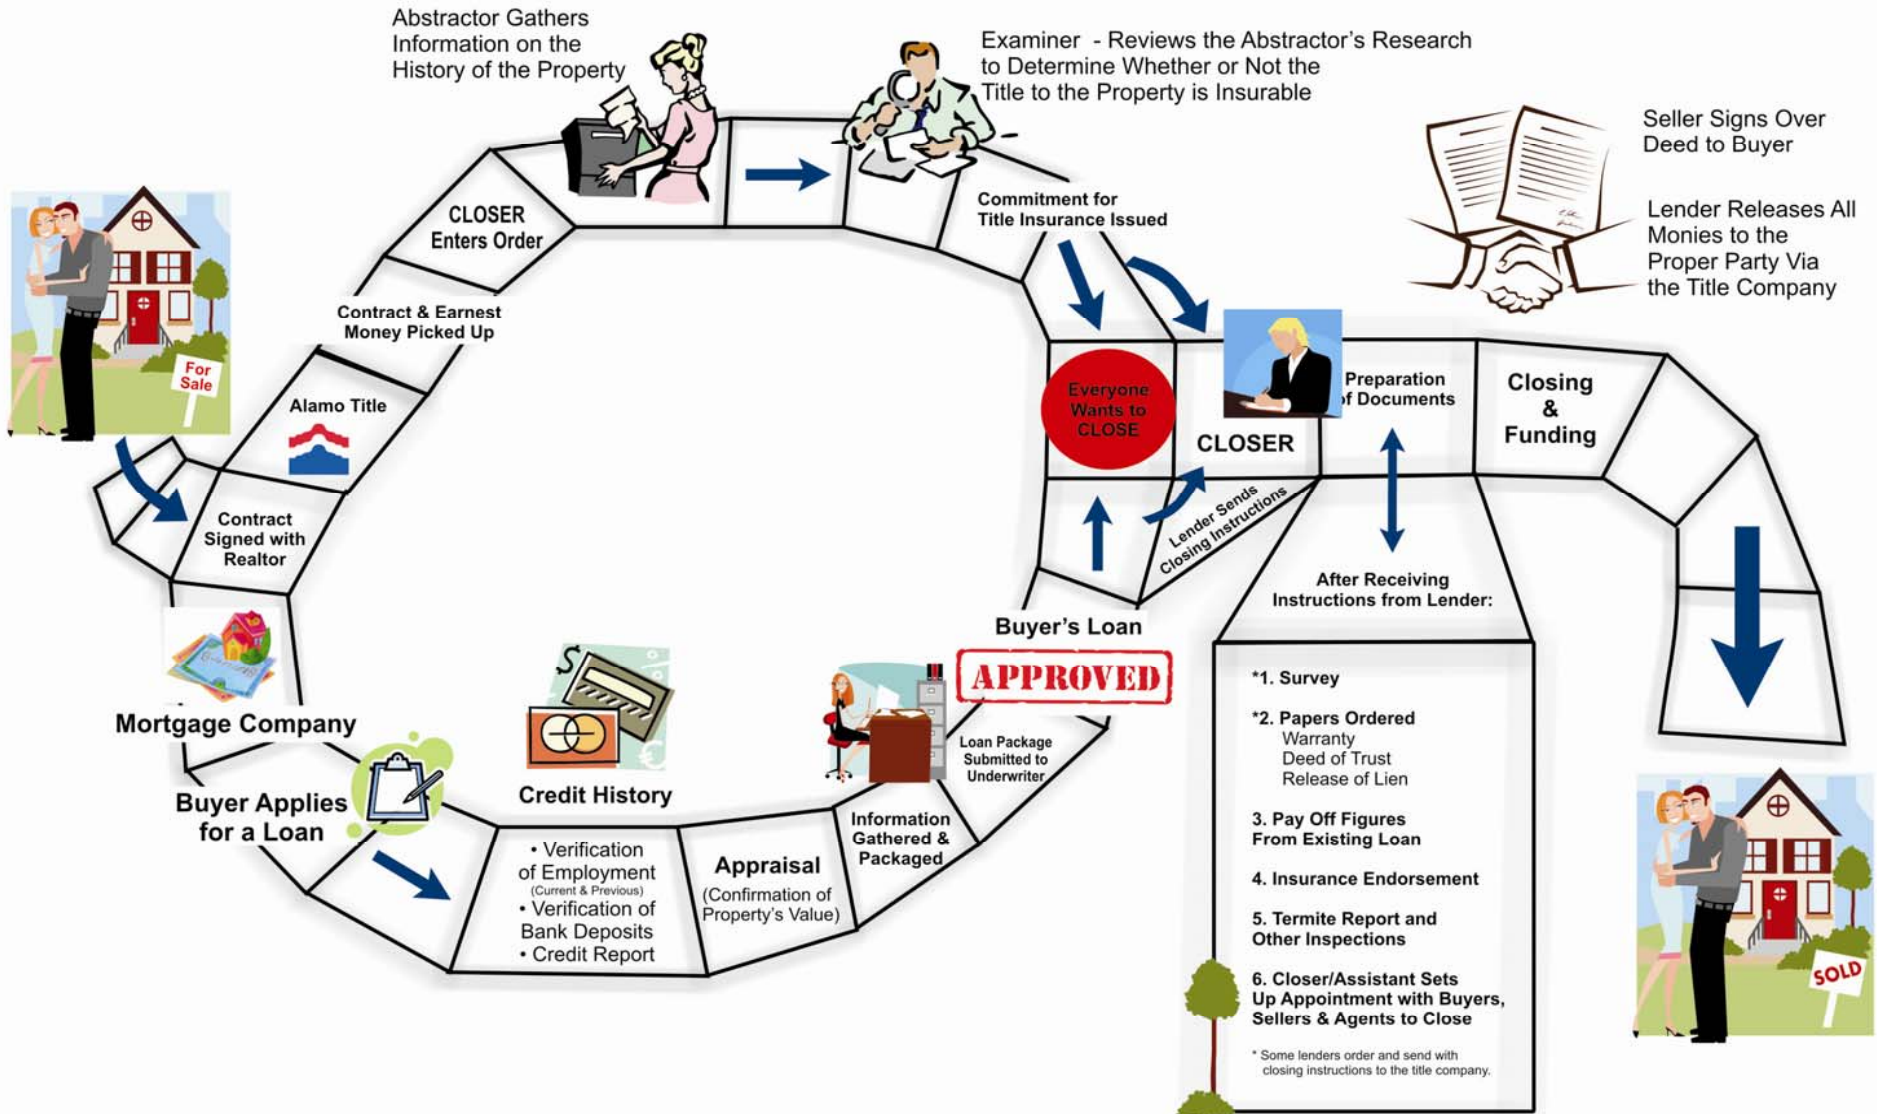 Abstractor Gathers
Information on the
History of the Property
Examiner - Reviews the Abstractor's Research
to Determine Whether or Not the
Title to the Property is Insurable
Seller Signs Over
Deed to Buyer
Lender Releases All
Monies to the
Proper Party Via
the Title Company
For
Sale
CLOSER
Enters Order
Commitment for
Title Insurance Issued
Contract & Earnest
Money Picked Up
Alamo Title
Contract
Signed with
Realtor
Everyone
Wants to
CLOSE
CLOSER
Preparation
of Documents
Closing
&
Funding
Lender Sends
Closing Instructions
After Receiving
Instructions from Lender:
Mortgage Company
Buyer Applies
for a Loan
$
Credit History
• Verification
of Employment
(Current & Previous)
• Verification of
Bank Deposits
• Credit Report
Appraisal
(Confirmation of
Property's Value)
Information
Gathered &
Packaged
Loan Package
Submitted to
Underwriter
Buyer's Loan
APPROVED
*1. Survey
*2. Papers Ordered
Warranty
Deed of Trust
Release of Lien
3. Pay Off Figures
From Existing Loan
4. Insurance Endorsement
5. Termite Report and
Other Inspections
6. Closer/Assistant Sets
Up Appointment with Buyers,
Sellers & Agents to Close
* Some lenders order and send with
closing instructions to the title company.
SOLD